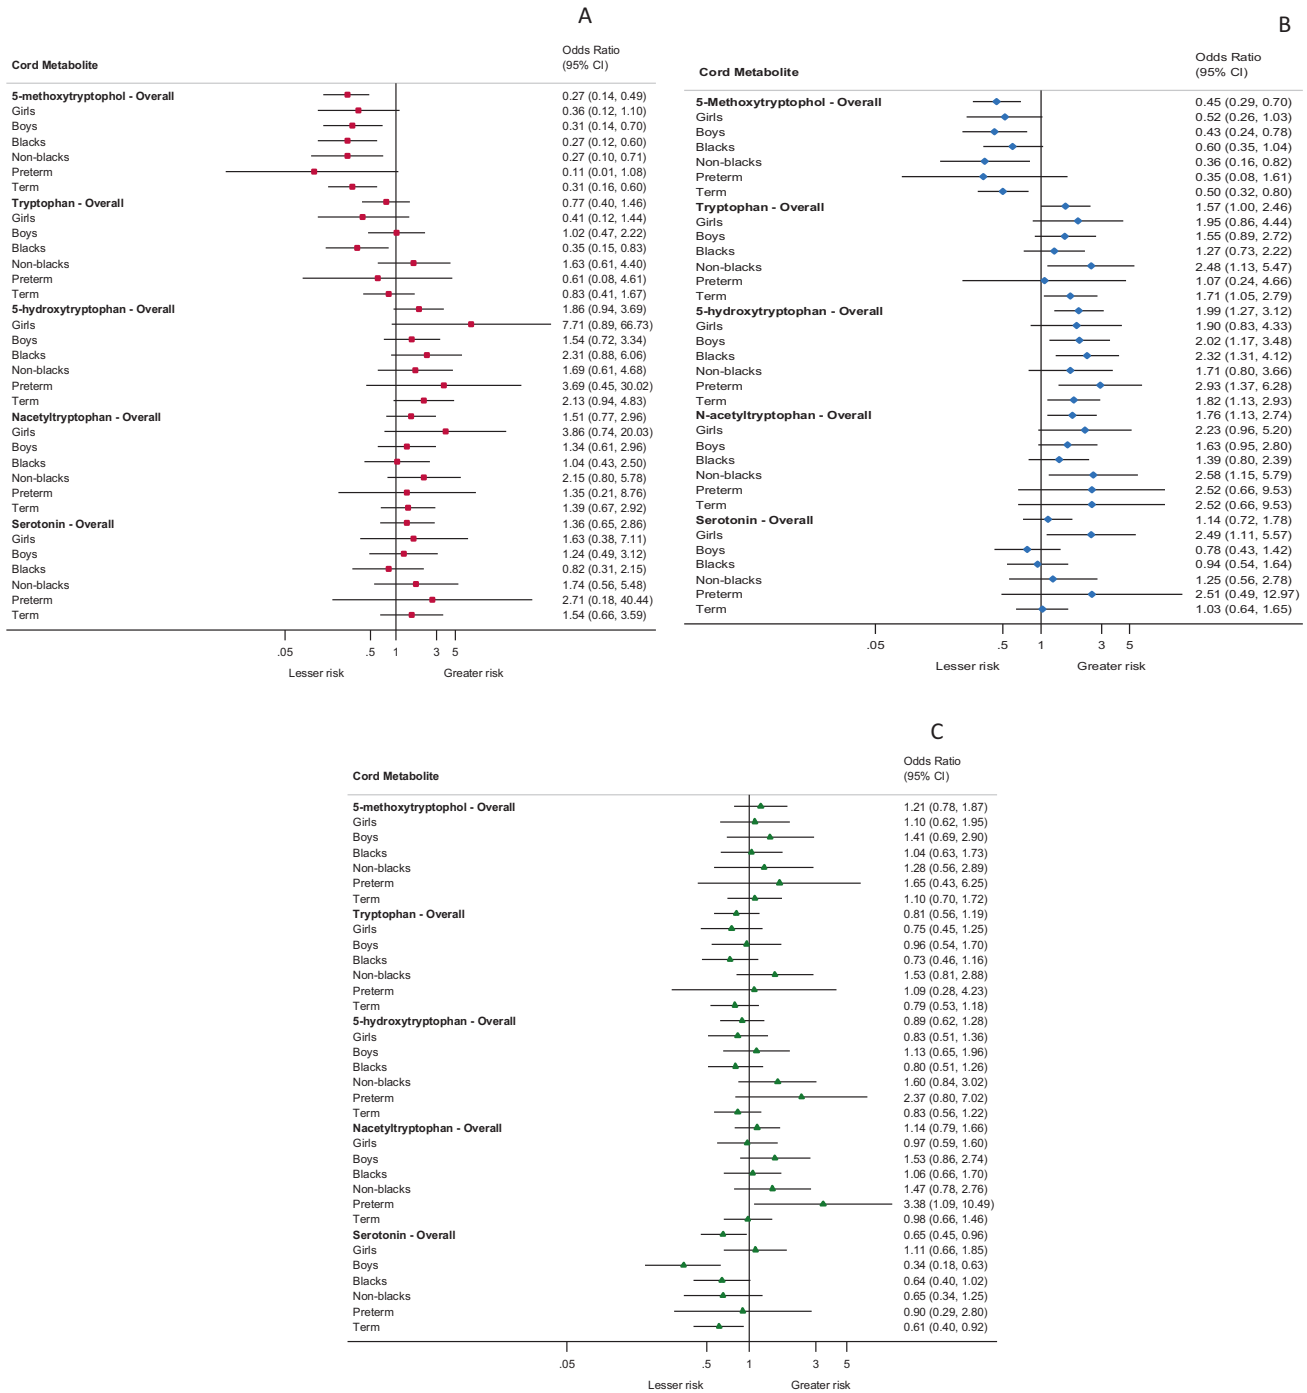 A
Odds Ratio
(95% CI)
Cord Metabolite
5-methoxytryptophol - Overall 0.27 (0.14, 0.49)
Girls 0.36 (0.12, 1.10)
Boys 0.31 (0.14, 0.70)
Blacks 0.27 (0.12, 0.60)
Non-blacks 0.27 (0.10, 0.71)
Preterm 0.11 (0.01, 1.08)
Term 0.31 (0.16, 0.60)
Tryptophan - Overall 0.77 (0.40, 1.46)
Girls 0.41 (0.12, 1.44)
Boys 1.02 (0.47, 2.22)
Blacks 0.35 (0.15, 0.83)
Non-blacks 1.63 (0.61, 4.40)
Preterm 0.61 (0.08, 4.61)
Term 0.83 (0.41, 1.67)
5-hydroxytryptophan - Overall 1.86 (0.94, 3.69)
Girls 7.71 (0.89, 66.73)
Boys 1.54 (0.72, 3.34)
Blacks 2.31 (0.88, 6.06)
Non-blacks 1.69 (0.61, 4.68)
Preterm 3.69 (0.45, 30.02)
Term 2.13 (0.94, 4.83)
Nacetyltryptophan - Overall 1.51 (0.77, 2.96)
Girls 3.86 (0.74, 20.03)
Boys 1.34 (0.61, 2.96)
Blacks 1.04 (0.43, 2.50)
Non-blacks 2.15 (0.80, 5.78)
Preterm 1.35 (0.21, 8.76)
Term 1.39 (0.67, 2.92)
Serotonin - Overall 1.36 (0.65, 2.86)
Girls 1.63 (0.38, 7.11)
Boys 1.24 (0.49, 3.12)
Blacks 0.82 (0.31, 2.15)
Non-blacks 1.74 (0.56, 5.48)
Preterm 2.71 (0.18, 40.44)
Term 1.54 (0.66, 3.59)
.05 .5 1 3 5
Lesser risk Greater risk
B
Odds Ratio
(95% CI)
Cord Metabolite
5-Methoxytryptophol - Overall 0.45 (0.29, 0.70)
Girls 0.52 (0.26, 1.03)
Boys 0.43 (0.24, 0.78)
Blacks 0.60 (0.35, 1.04)
Non-blacks 0.36 (0.16, 0.82)
Preterm 0.35 (0.08, 1.61)
Term 0.50 (0.32, 0.80)
Tryptophan - Overall 1.57 (1.00, 2.46)
Girls 1.95 (0.86, 4.44)
Boys 1.55 (0.89, 2.72)
Blacks 1.27 (0.73, 2.22)
Non-blacks 2.48 (1.13, 5.47)
Preterm 1.07 (0.24, 4.66)
Term 1.71 (1.05, 2.79)
5-hydroxytryptophan - Overall 1.99 (1.27, 3.12)
Girls 1.90 (0.83, 4.33)
Boys 2.02 (1.17, 3.48)
Blacks 2.32 (1.31, 4.12)
Non-blacks 1.71 (0.80, 3.66)
Preterm 2.93 (1.37, 6.28)
Term 1.82 (1.13, 2.93)
N-acetyltryptophan - Overall 1.76 (1.13, 2.74)
Girls 2.23 (0.96, 5.20)
Boys 1.63 (0.95, 2.80)
Blacks 1.39 (0.80, 2.39)
Non-blacks 2.58 (1.15, 5.79)
Preterm 2.52 (0.66, 9.53)
Term 2.52 (0.66, 9.53)
Serotonin - Overall 1.14 (0.72, 1.78)
Girls 2.49 (1.11, 5.57)
Boys 0.78 (0.43, 1.42)
Blacks 0.94 (0.54, 1.64)
Non-blacks 1.25 (0.56, 2.78)
Preterm 2.51 (0.49, 12.97)
Term 1.03 (0.64, 1.65)
.05 .5 1 3 5
Lesser risk Greater risk
C
Odds Ratio
(95% CI)
Cord Metabolite
5-methoxytryptophol - Overall 1.21 (0.78, 1.87)
Girls 1.10 (0.62, 1.95)
Boys 1.41 (0.69, 2.90)
Blacks 1.04 (0.63, 1.73)
Non-blacks 1.28 (0.56, 2.89)
Preterm 1.65 (0.43, 6.25)
Term 1.10 (0.70, 1.72)
Tryptophan - Overall 0.81 (0.56, 1.19)
Girls 0.75 (0.45, 1.25)
Boys 0.96 (0.54, 1.70)
Blacks 0.73 (0.46, 1.16)
Non-blacks 1.53 (0.81, 2.88)
Preterm 1.09 (0.28, 4.23)
Term 0.79 (0.53, 1.18)
5-hydroxytryptophan - Overall 0.89 (0.62, 1.28)
Girls 0.83 (0.51, 1.36)
Boys 1.13 (0.65, 1.96)
Blacks 0.80 (0.51, 1.26)
Non-blacks 1.60 (0.84, 3.02)
Preterm 2.37 (0.80, 7.02)
Term 0.83 (0.56, 1.22)
Nacetyltryptophan - Overall 1.14 (0.79, 1.66)
Girls 0.97 (0.59, 1.60)
Boys 1.53 (0.86, 2.74)
Blacks 1.06 (0.66, 1.70)
Non-blacks 1.47 (0.78, 2.76)
Preterm 3.38 (1.09, 10.49)
Term 0.98 (0.66, 1.46)
Serotonin - Overall 0.65 (0.45, 0.96)
Girls 1.11 (0.66, 1.85)
Boys 0.34 (0.18, 0.63)
Blacks 0.64 (0.40, 1.02)
Non-blacks 0.65 (0.34, 1.25)
Preterm 0.90 (0.29, 2.80)
Term 0.61 (0.40, 0.92)
.05 .5 1 3 5
Lesser risk Greater risk